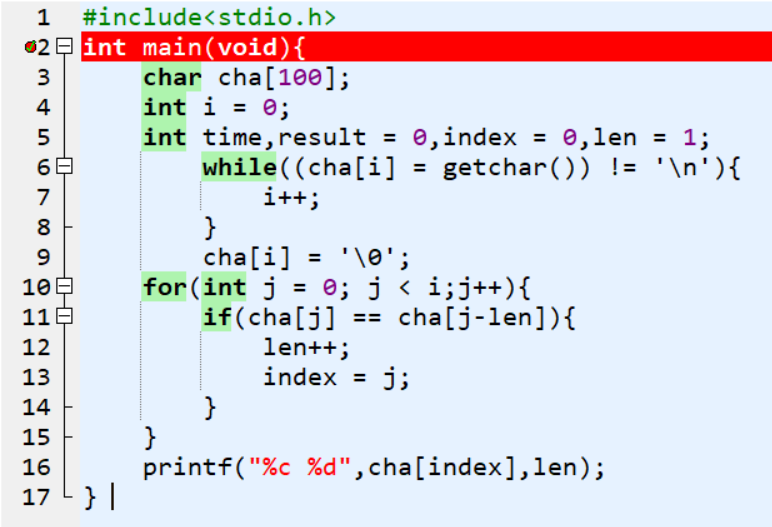 1 #include<stdio.h>
2 int main(void){
3 char cha[100];
4 int i = 0;
5 int time,result = 0,index = 0,len = 1;
6 while((cha[i] = getchar()) != '\n'){
7 i++;
8 }
9 cha[i] = '\0';
10 for(int j = 0; j < i;j++){
11 if(cha[j] == cha[j-len]){
12 len++;
13 index = j;
14 }
15 }
16 printf("%c %d",cha[index],len);
17 }